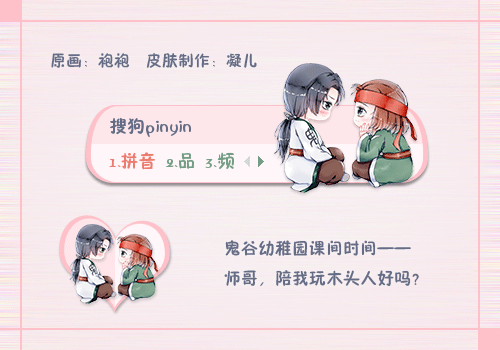 原画：袍袍　皮肤制作：凝儿
搜狗pinyin
1.拼音 2.品 3.频
鬼谷幼稚园课间时间——
师哥，陪我玩木头人好吗？